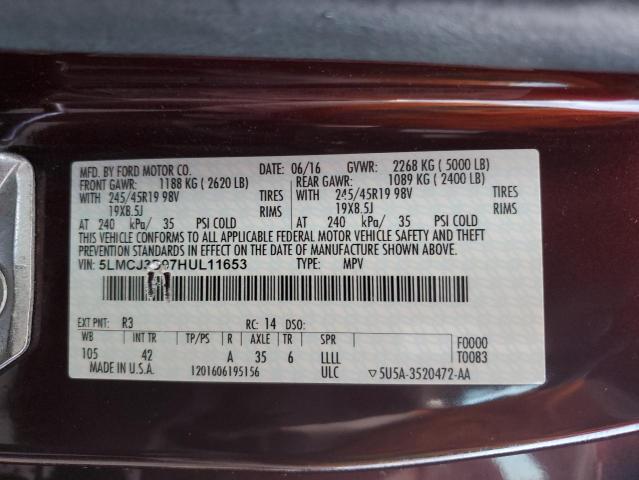 MFD. BY FORD MOTOR CO. DATE: 06/16 GVWR: 2268 KG ( 5000 LB)
FRONT GAWR: 1188 KG ( 2620 LB) REAR GAWR: 1089 KG ( 2400 LB)
WITH 245/45R19 98V TIRES WITH 245/45R19 98V TIRES
19X8.5J RIMS 19X8.5J RIMS
AT 240 kPa/ 35 PSI COLD AT 240 kPa/ 35 PSI COLD
THIS VEHICLE CONFORMS TO ALL APPLICABLE FEDERAL MOTOR VEHICLE SAFETY AND THEFT
PREVENTION STANDARDS IN EFFECT ON THE DATE OF MANUFACTURE SHOWN ABOVE.
VIN: TYPE: MPV
EXT PNT: R3 RC: 14 DSO:
WB INT TR TP/PS R AXLE TR SPR F0000
105 42 A 35 6 LLLL T0083
MADE IN U.S.A. 1201606195156 ULC ▽5U5A-3520472-AA